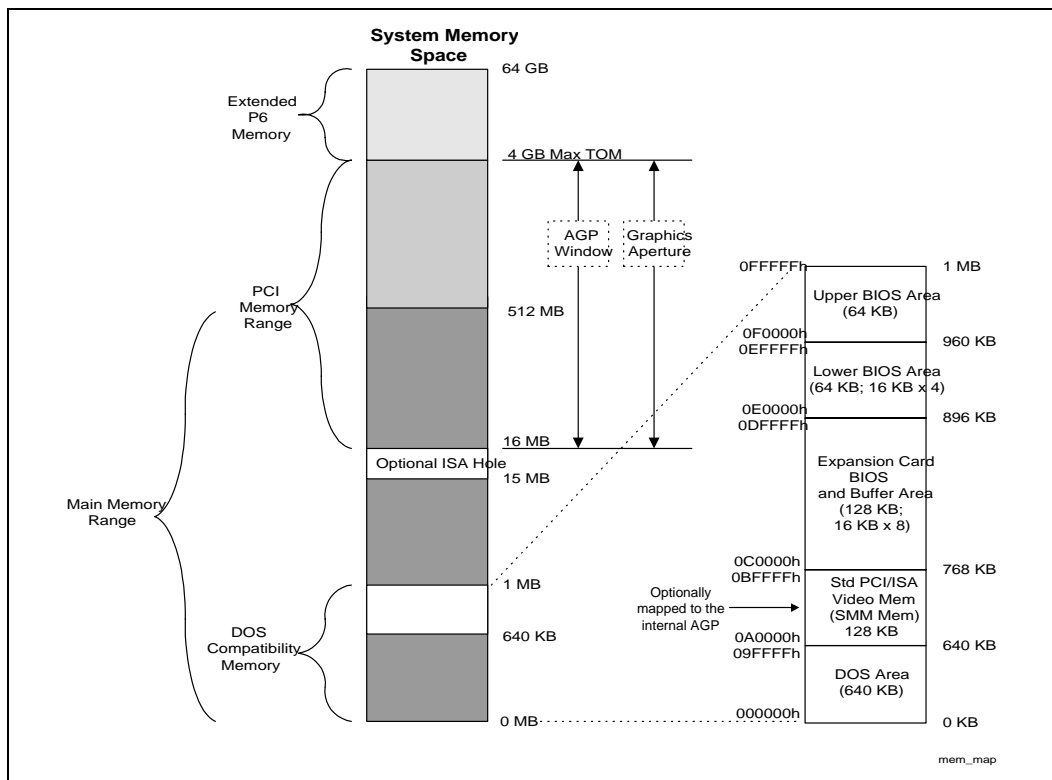 System Memory
Space
64 GB
Extended
P6
Memory
4 GB Max TOM
AGP
Window
Graphics
Aperture
PCI
Memory
Range
512 MB
16 MB
Optional ISA Hole
15 MB
Main Memory
Range
1 MB
DOS
Compatibility
Memory
640 KB
0 MB
0FFFFFh
1 MB
Upper BIOS Area
(64 KB)
0F0000h
960 KB
0EFFFFh
Lower BIOS Area
(64 KB; 16 KB x 4)
0E0000h
896 KB
0DFFFFh
Expansion Card
BIOS
and Buffer Area
(128 KB;
16 KB x 8)
0C0000h
768 KB
0BFFFFh
Std PCI/ISA
Video Mem
(SMM Mem)
128 KB
Optionally
mapped to the
internal AGP
0A0000h
640 KB
09FFFFh
DOS Area
(640 KB)
000000h
0 KB
mem_map